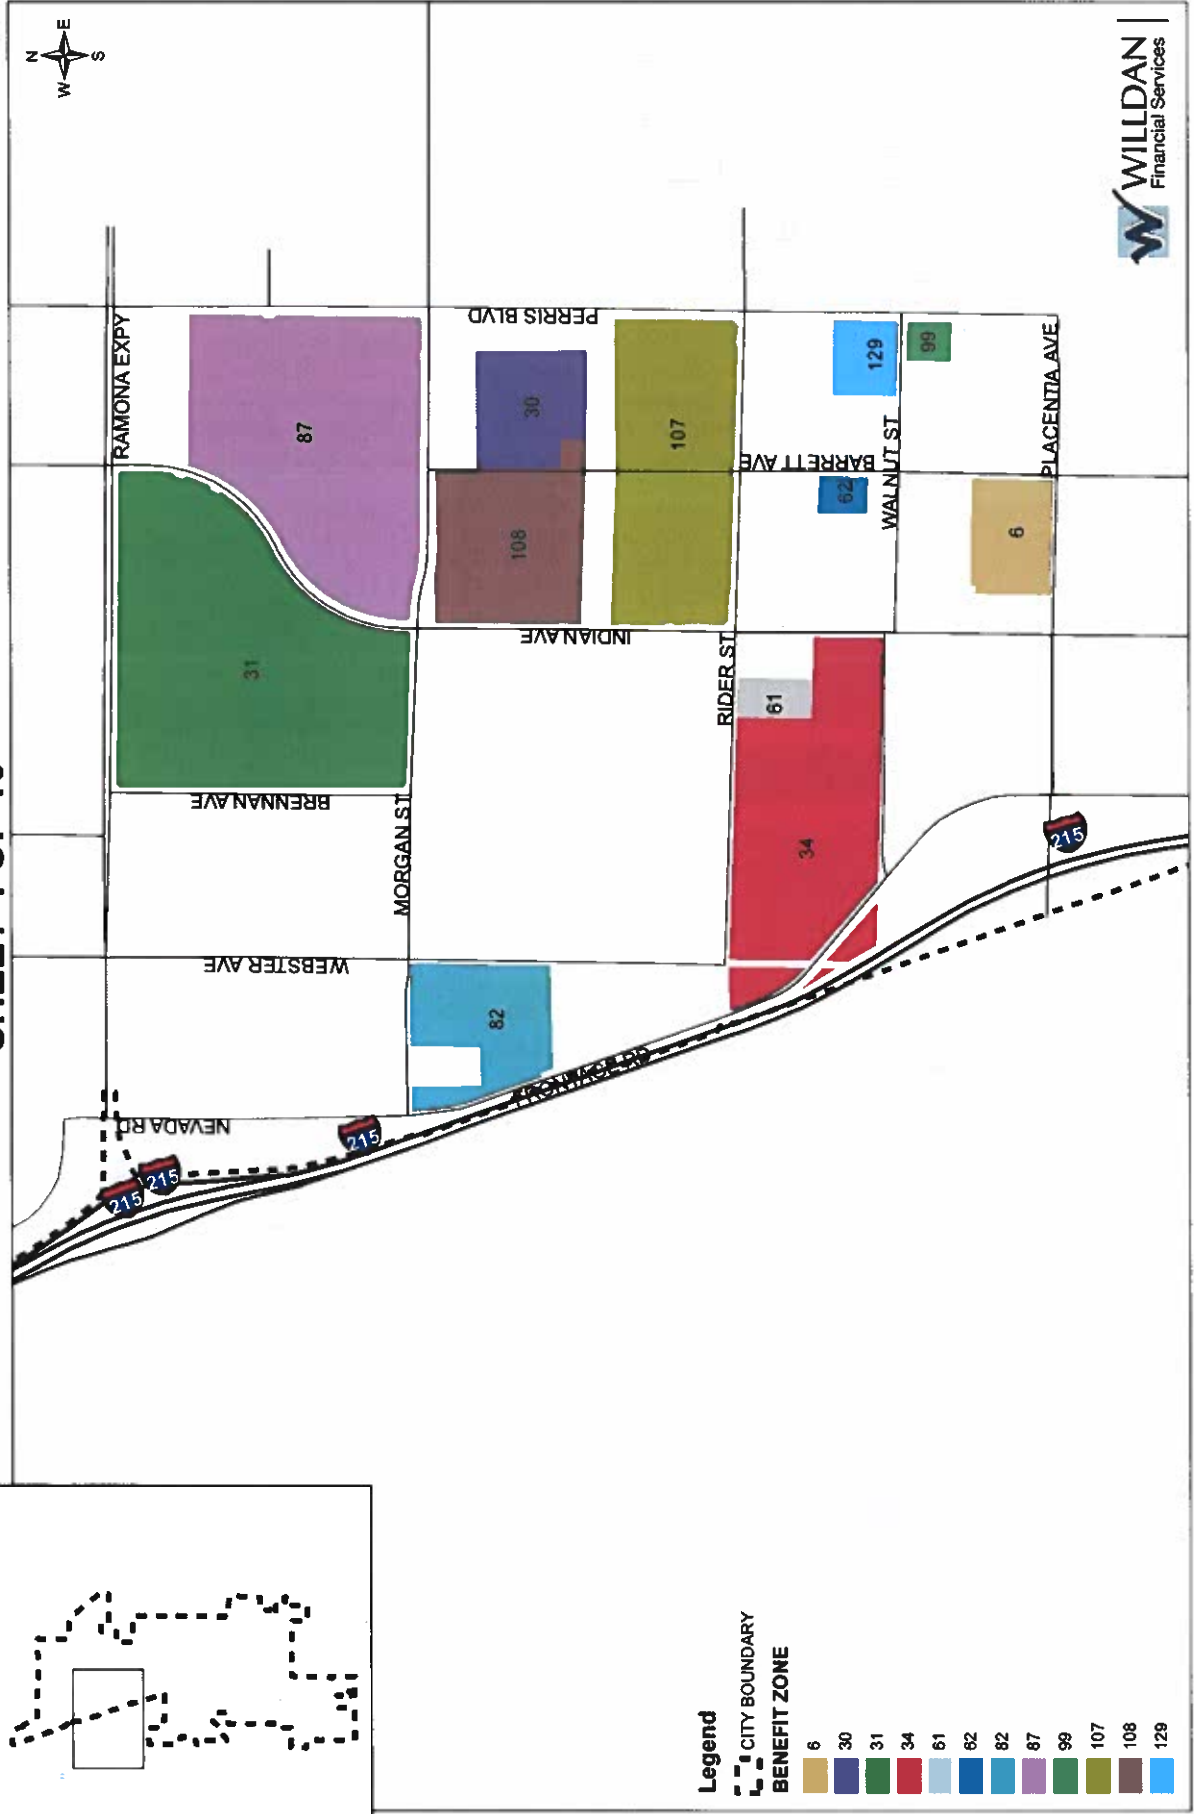 N
W
E
S
RAMONA EXPY
PERRIS BLVD
BRENNAN AVE
MORGAN ST
WEBSTER AVE
NEVADA RD
FRONTAGE RD
INDIAN AVE
RIDER ST
BARRETT AVE
WALNUT ST
PLACENTIA AVE
215
215
215
215
87
31
30
108
107
129
99
62
6
61
34
82
Legend
CITY BOUNDARY
BENEFIT ZONE
6
30
31
34
61
62
82
87
99
107
108
129
WILLDAN
Financial Services